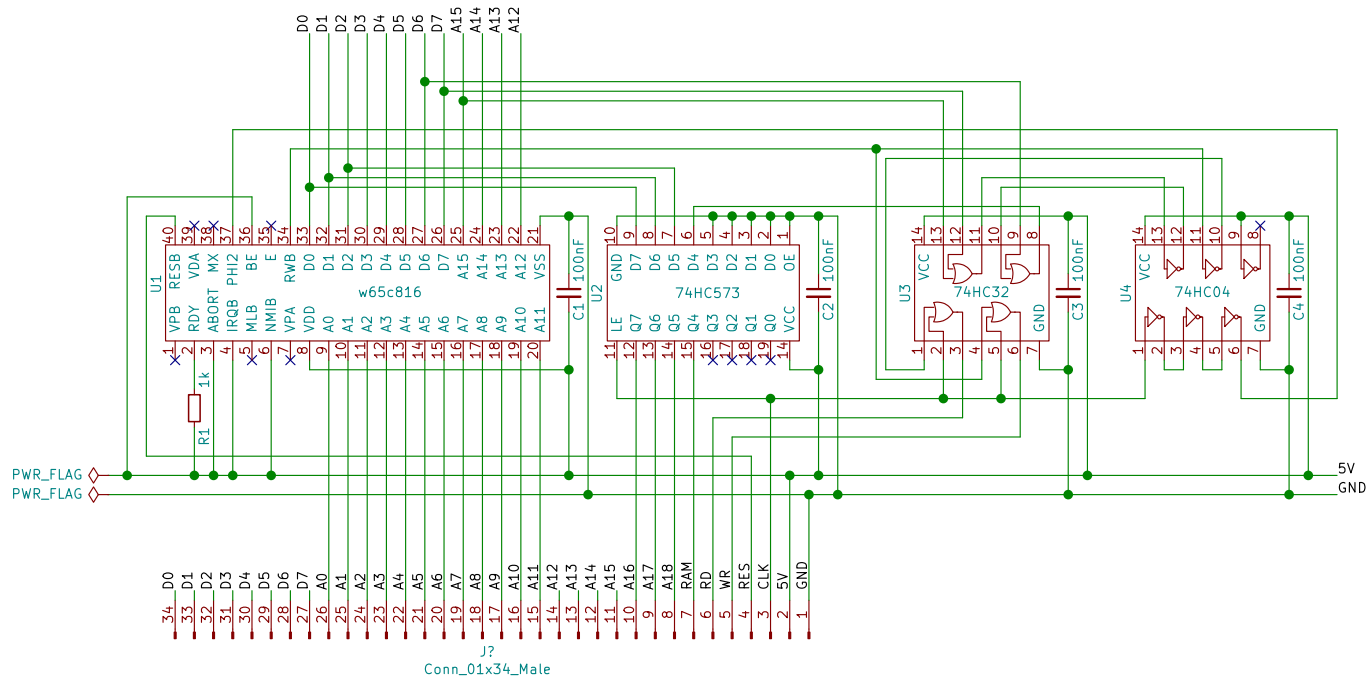 D0 D1 D2 D3 D4 D5 D6 D7 A15 A14 A13 A12
40 39 38 37 36 35 34 33 32 31 30 29 28 27 26 25 24 23 22 21
RESB VDA MX PHI2 BE E RWB D0 D1 D2 D3 D4 D5 D6 D7 A15 A14 A13 A12 VSS
U1 w65c816
VPB RDY ABORT IRQB MLB NMIB VPA VDD A0 A1 A2 A3 A4 A5 A6 A7 A8 A9 A10 A11
1 2 3 4 5 6 7 8 9 10 11 12 13 14 15 16 17 18 19 20
C1 100nF
10 9 8 7 6 5 4 3 2 1
GND D7 D6 D5 D4 D3 D2 D1 D0 OE
U2 74HC573
LE Q7 Q6 Q5 Q4 Q3 Q2 Q1 Q0 VCC
11 12 13 14 15 16 17 18 19 14
C2 100nF
14 13 12 11 10 9 8
VCC
U3 74HC32
GND
1 2 3 4 5 6 7
C3 100nF
14 13 12 11 10 9 8
VCC
U4 74HC04
GND
1 2 3 4 5 6 7
C4 100nF
R1 1k
PWR_FLAG
5V
PWR_FLAG
GND
D0 D1 D2 D3 D4 D5 D6 D7 A0 A1 A2 A3 A4 A5 A6 A7 A8 A9 A10 A11 A12 A13 A14 A15 A16 A17 A18 RAM RD WR RES CLK 5V GND
34 33 32 31 30 29 28 27 26 25 24 23 22 21 20 19 18 17 16 15 14 13 12 11 10 9 8 7 6 5 4 3 2 1
J?
Conn_01x34_Male